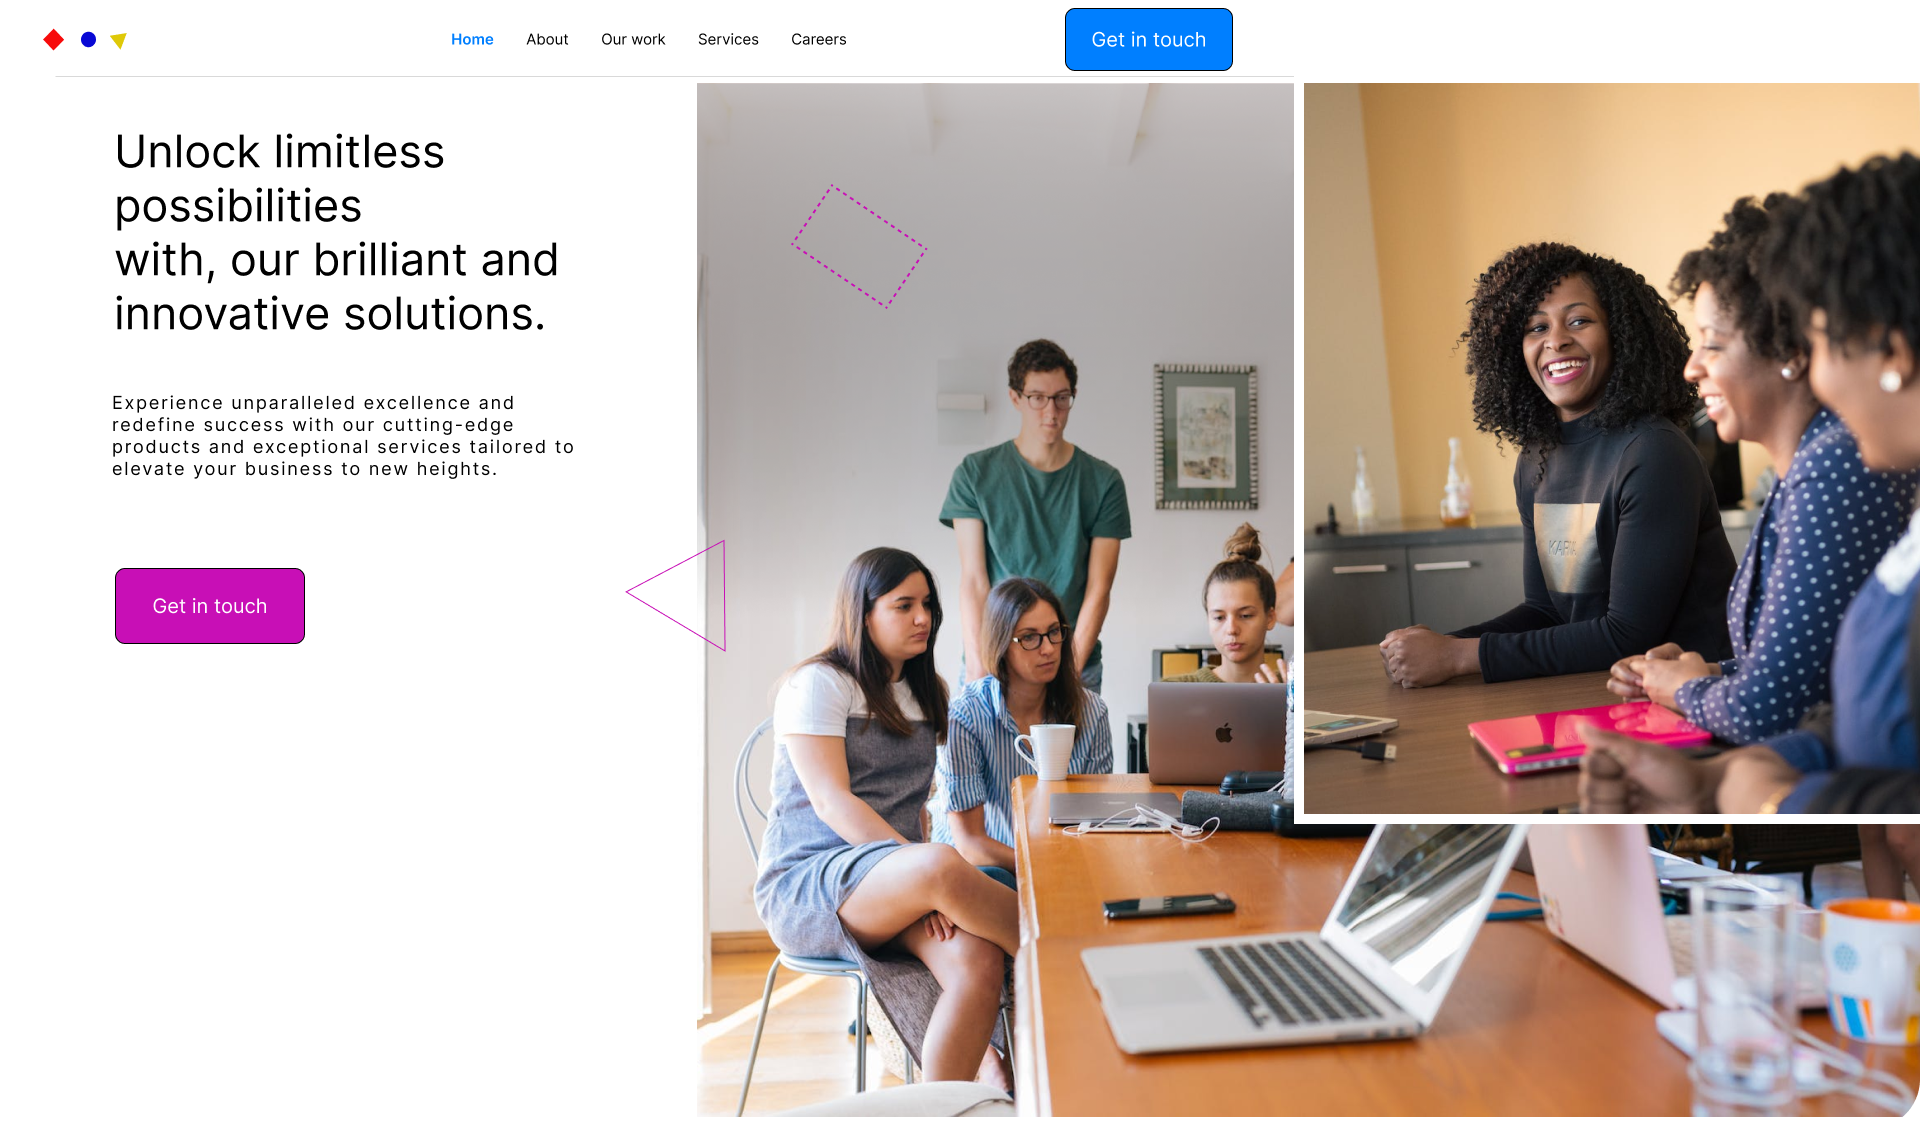 Home
About
Our work
Services
Careers
Get in touch
Unlock limitless
possibilities
with, our brilliant and
innovative solutions.
Experience unparalleled excellence and
redefine success with our cutting-edge
products and exceptional services tailored to
elevate your business to new heights.
Get in touch